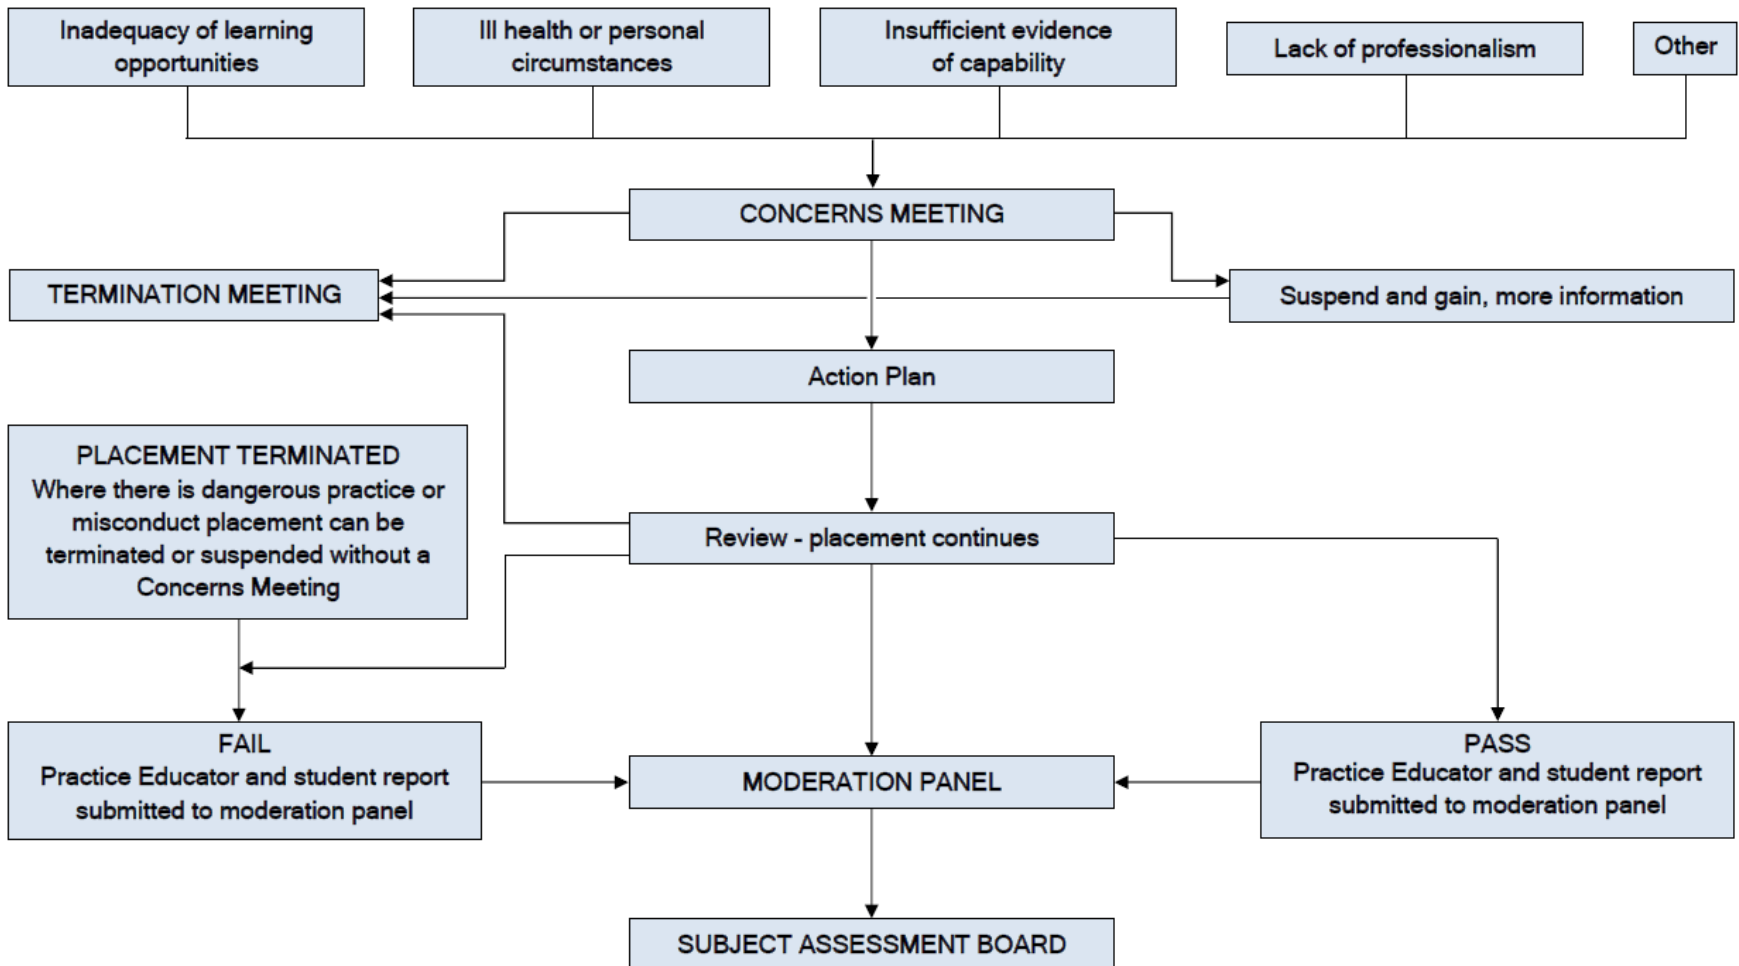 Inadequacy of learning
opportunities
Ill health or personal
circumstances
Insufficient evidence
of capability
Lack of professionalism
Other
CONCERNS MEETING
TERMINATION MEETING
Suspend and gain, more information
Action Plan
PLACEMENT TERMINATED
Where there is dangerous practice or
misconduct placement can be
terminated or suspended without a
Concerns Meeting
Review - placement continues
FAIL
Practice Educator and student report
submitted to moderation panel
MODERATION PANEL
PASS
Practice Educator and student report
submitted to moderation panel
SUBJECT ASSESSMENT BOARD